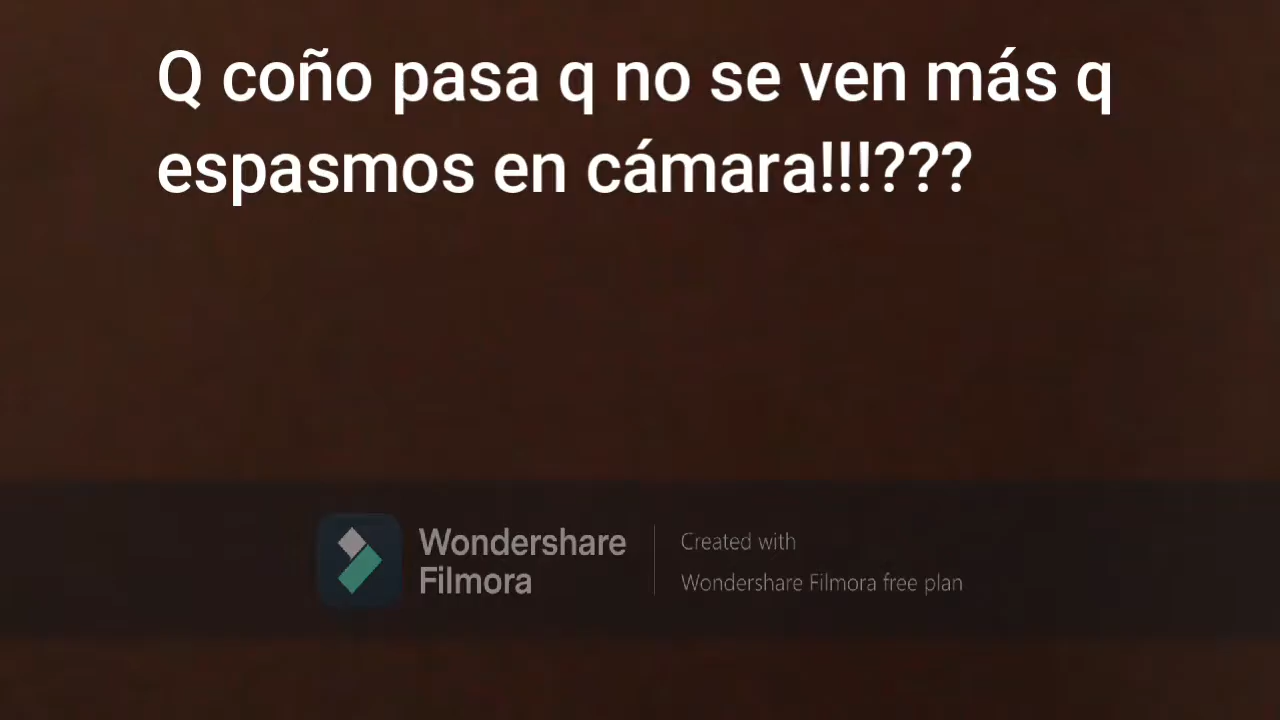 Q coño pasa q no se ven más q
espasmos en cámara!!!???
Wondershare
Filmora
Created with
Wondershare Filmora free plan